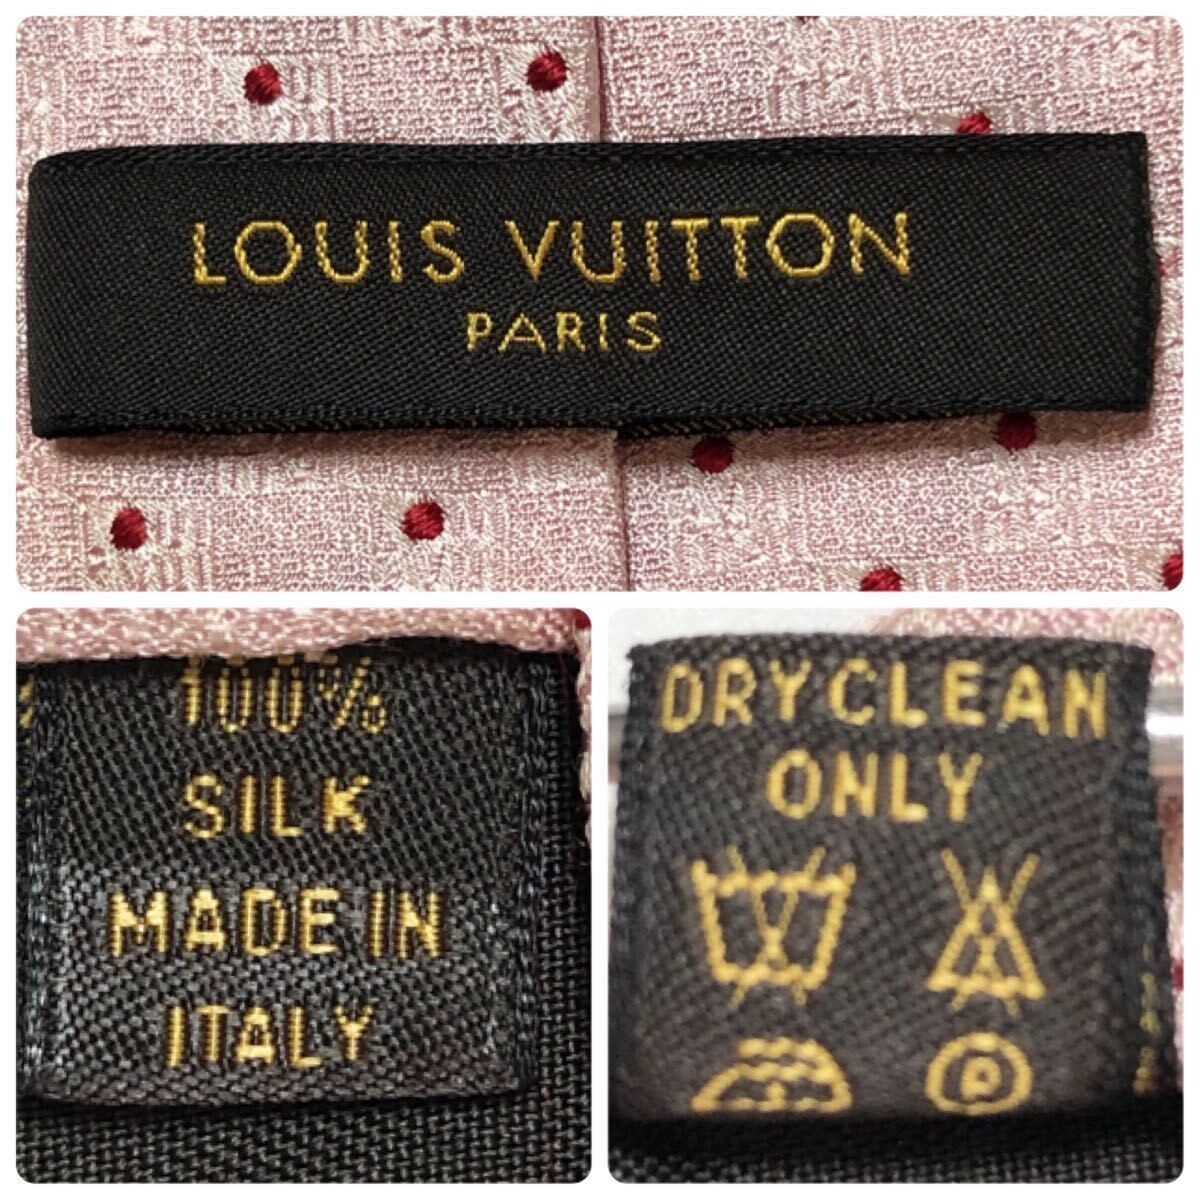 LOUIS VUITTON
PARIS
100%
SILK
MADE IN
ITALY
DRYCLEAN
ONLY
P